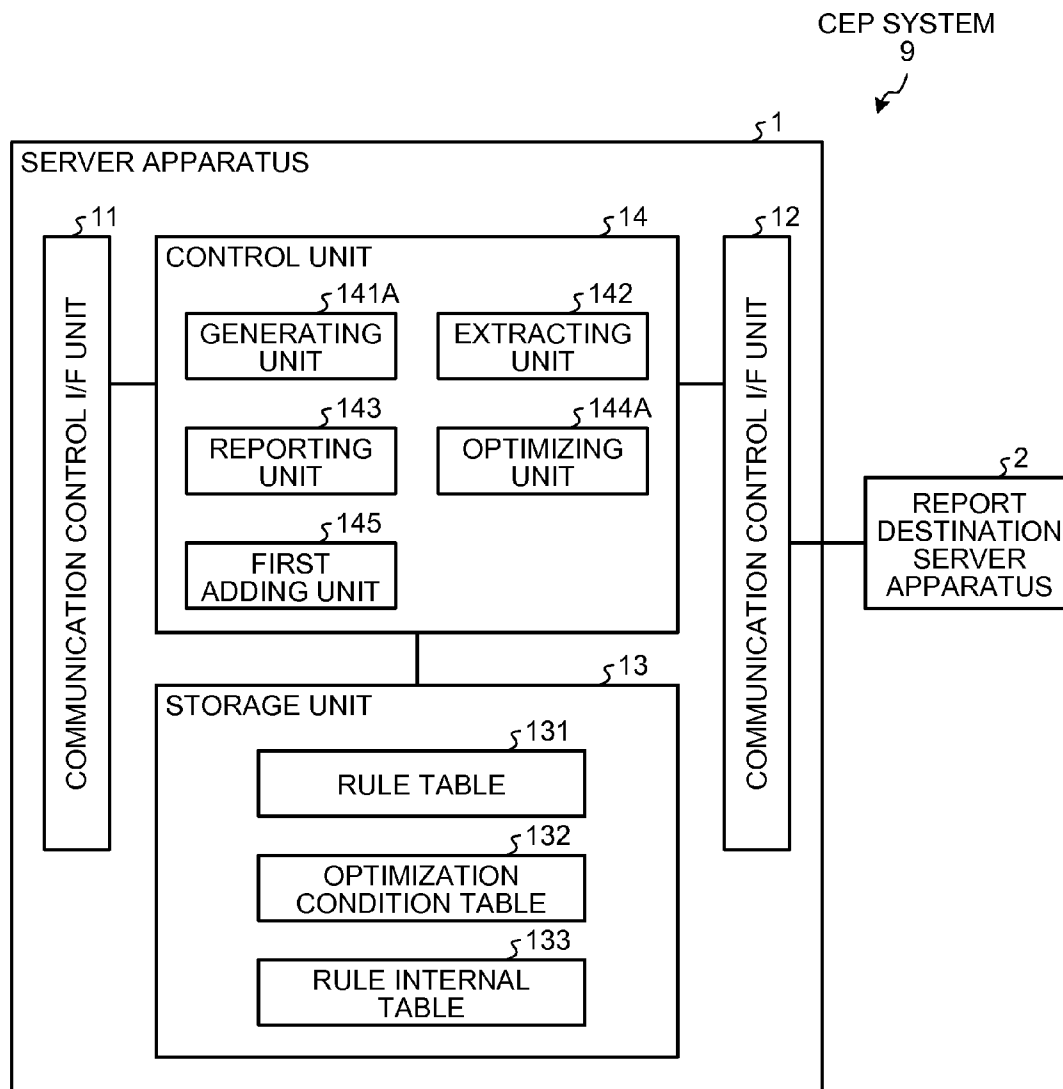 CEP SYSTEM
9
1
SERVER APPARATUS
11
COMMUNICATION CONTROL I/F UNIT
14
CONTROL UNIT
141A
GENERATING
UNIT
142
EXTRACTING
UNIT
143
REPORTING
UNIT
144A
OPTIMIZING
UNIT
145
FIRST
ADDING UNIT
12
COMMUNICATION CONTROL I/F UNIT
2
REPORT
DESTINATION
SERVER
APPARATUS
13
STORAGE UNIT
131
RULE TABLE
132
OPTIMIZATION
CONDITION TABLE
133
RULE INTERNAL
TABLE